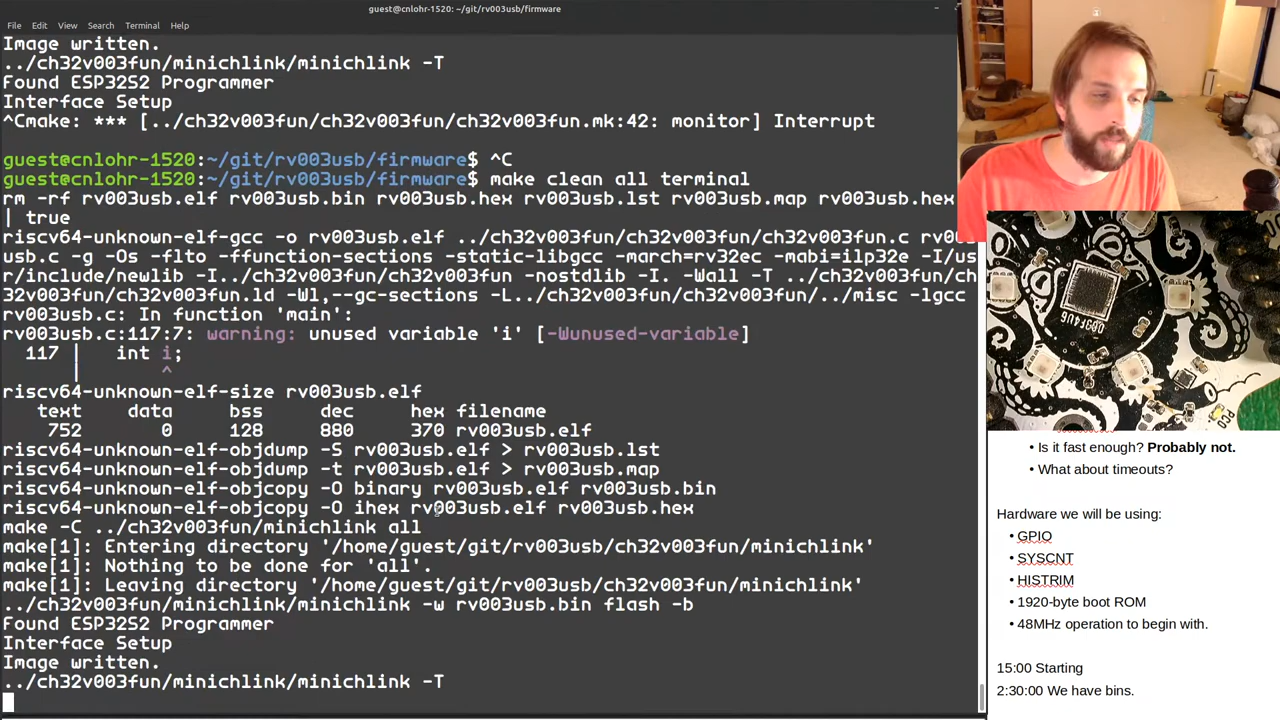 guest@cnlohr-1520: ~/git/rv003usb/firmware
File Edit View Search Terminal Help
Image written.
../ch32v003fun/minichlink/minichlink -T
Found ESP32S2 Programmer
Interface Setup
^Cmake: *** [../ch32v003fun/ch32v003fun/ch32v003fun.mk:42: monitor] Interrupt
guest@cnlohr-1520:~/git/rv003usb/firmware$ ^C
guest@cnlohr-1520:~/git/rv003usb/firmware$ make clean all terminal
rm -rf rv003usb.elf rv003usb.bin rv003usb.hex rv003usb.lst rv003usb.map rv003usb.hex
| true
riscv64-unknown-elf-gcc -o rv003usb.elf ../ch32v003fun/ch32v003fun/ch32v003fun.c rv003
usb.c -g -Os -flto -ffunction-sections -static-libgcc -march=rv32ec -mabi=ilp32e -I/us
r/include/newlib -I../ch32v003fun/ch32v003fun -nostdlib -I. -Wall -T ../ch32v003fun/ch
32v003fun/ch32v003fun.ld -Wl,--gc-sections -L../ch32v003fun/ch32v003fun/../misc -lgcc
rv003usb.c: In function 'main':
rv003usb.c:117:7: warning: unused variable 'i' [-Wunused-variable]
117 | int i;
| ^
riscv64-unknown-elf-size rv003usb.elf
text data bss dec hex filename
752 0 128 880 370 rv003usb.elf
riscv64-unknown-elf-objdump -S rv003usb.elf > rv003usb.lst
riscv64-unknown-elf-objdump -t rv003usb.elf > rv003usb.map
riscv64-unknown-elf-objcopy -O binary rv003usb.elf rv003usb.bin
riscv64-unknown-elf-objcopy -O ihex rv003usb.elf rv003usb.hex
make -C ../ch32v003fun/minichlink all
make[1]: Entering directory '/home/guest/git/rv003usb/ch32v003fun/minichlink'
make[1]: Nothing to be done for 'all'.
make[1]: Leaving directory '/home/guest/git/rv003usb/ch32v003fun/minichlink'
../ch32v003fun/minichlink/minichlink -w rv003usb.bin flash -b
Found ESP32S2 Programmer
Interface Setup
Image written.
../ch32v003fun/minichlink/minichlink -T
• Is it fast enough? Probably not.
• What about timeouts?
Hardware we will be using:
• GPIO
• SYSCNT
• HISTRIM
• 1920-byte boot ROM
• 48MHz operation to begin with.
15:00 Starting
2:30:00 We have bins.